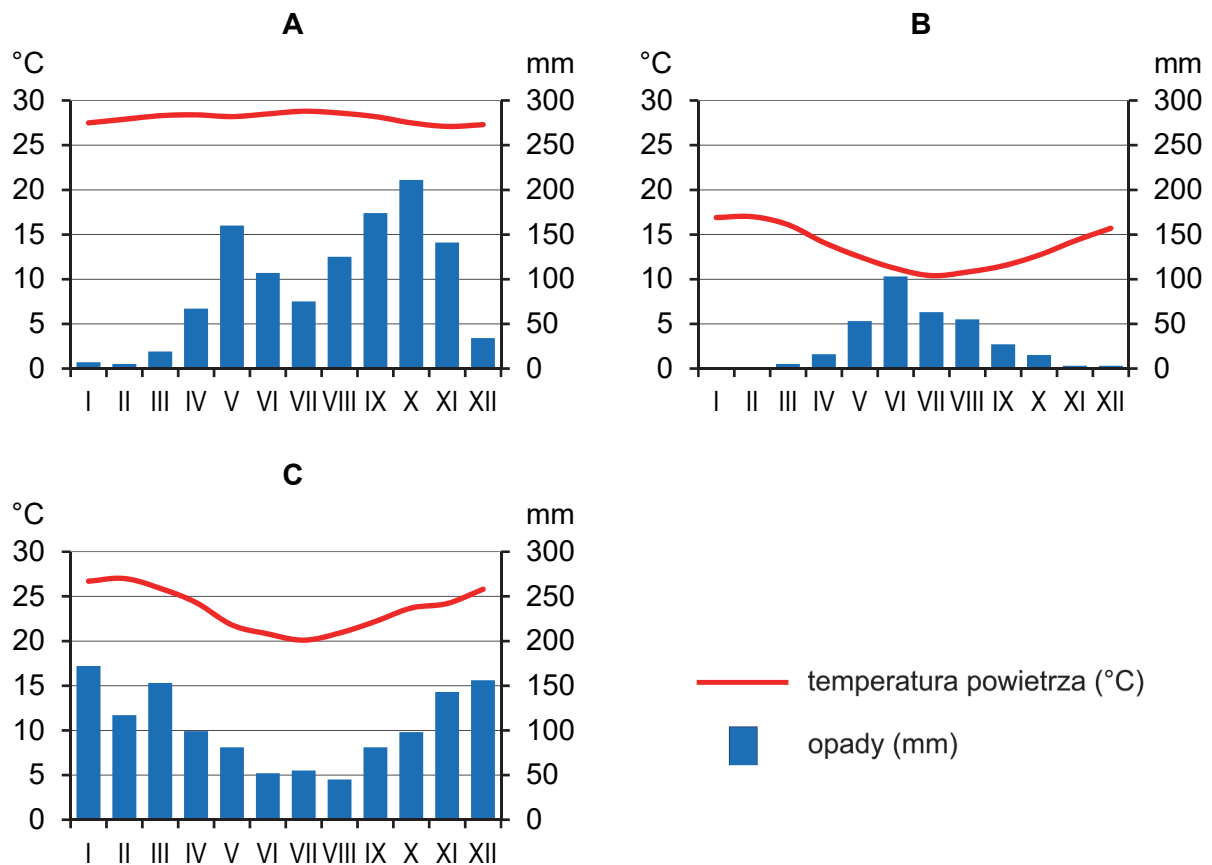 A
°C mm
30 300
25 250
20 200
15 150
10 100
5 50
0 0
I II III IV V VI VII VIII IX X XI XII
B
°C mm
30 300
25 250
20 200
15 150
10 100
5 50
0 0
I II III IV V VI VII VIII IX X XI XII
C
°C mm
30 300
25 250
20 200
15 150
10 100
5 50
0 0
I II III IV V VI VII VIII IX X XI XII
temperatura powietrza (°C)
opady (mm)